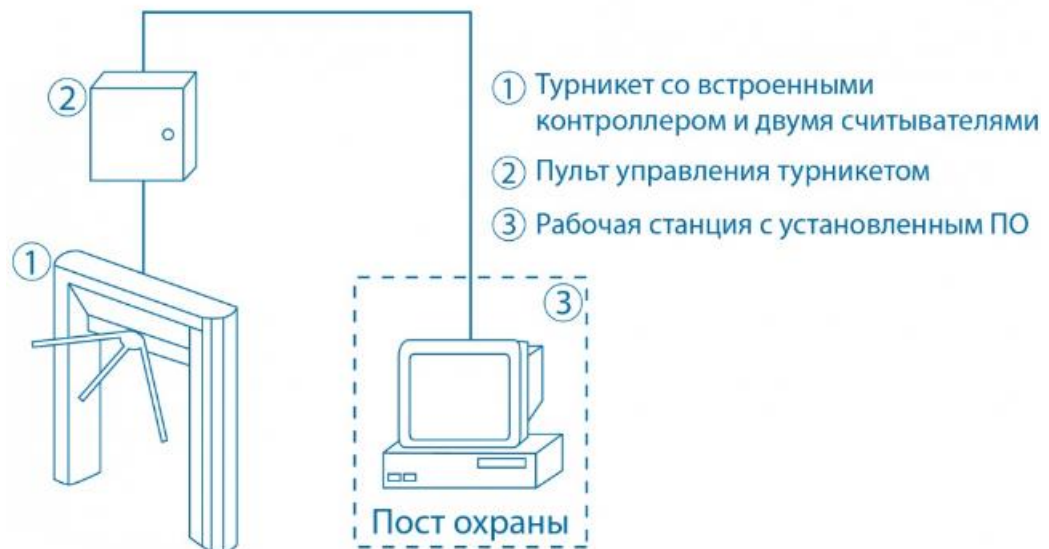 ②
① Турникет со встроенными
контроллером и двумя считывателями
② Пульт управления турникетом
③ Рабочая станция с установленным ПО
①
③
Пост охраны